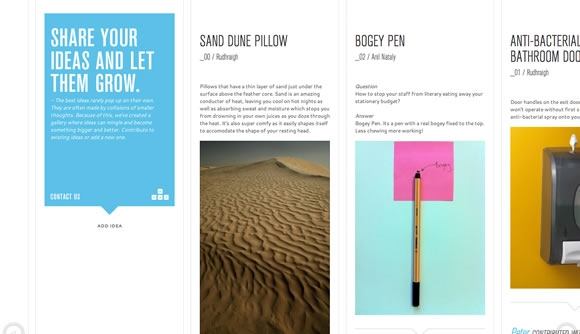 SHARE YOUR
IDEAS AND LET
THEM GROW.
– The best ideas rarely pop up on their own.
They are often made by collisions of smaller
thoughts. Because of this, we've created a
gallery where ideas can mingle and become
something bigger and better. Contribute to
existing ideas or add a new one.
CONTACT US
ADD IDEA
SAND DUNE PILLOW
_00 / Rudhraigh
Pillows that have a thin layer of sand just under the
surface above the feather core. Sand is an amazing
conductor of heat, leaving you cool on hot nights as
well as absorbing sweat and moisture which stops you
from drowning in your own juices as you doze through
the heat. It's also super comfy as it easily shapes itself
to accomodate the shape of your resting head.
BOGEY PEN
_02 / Anil Nataly
Question
How to stop your staff from literary eating away your
stationary budget?
Answer
Bogey Pen. Its a pen with a real bogey fixed to the top.
Less chewing more working!
bogey
ANTI-BACTERIAL
BATHROOM DOO
_01 / Rudhraigh
Door handles on the exit doo
won't operate without first s
anti-bacterial spray onto you
Peter CONTRIBUTED